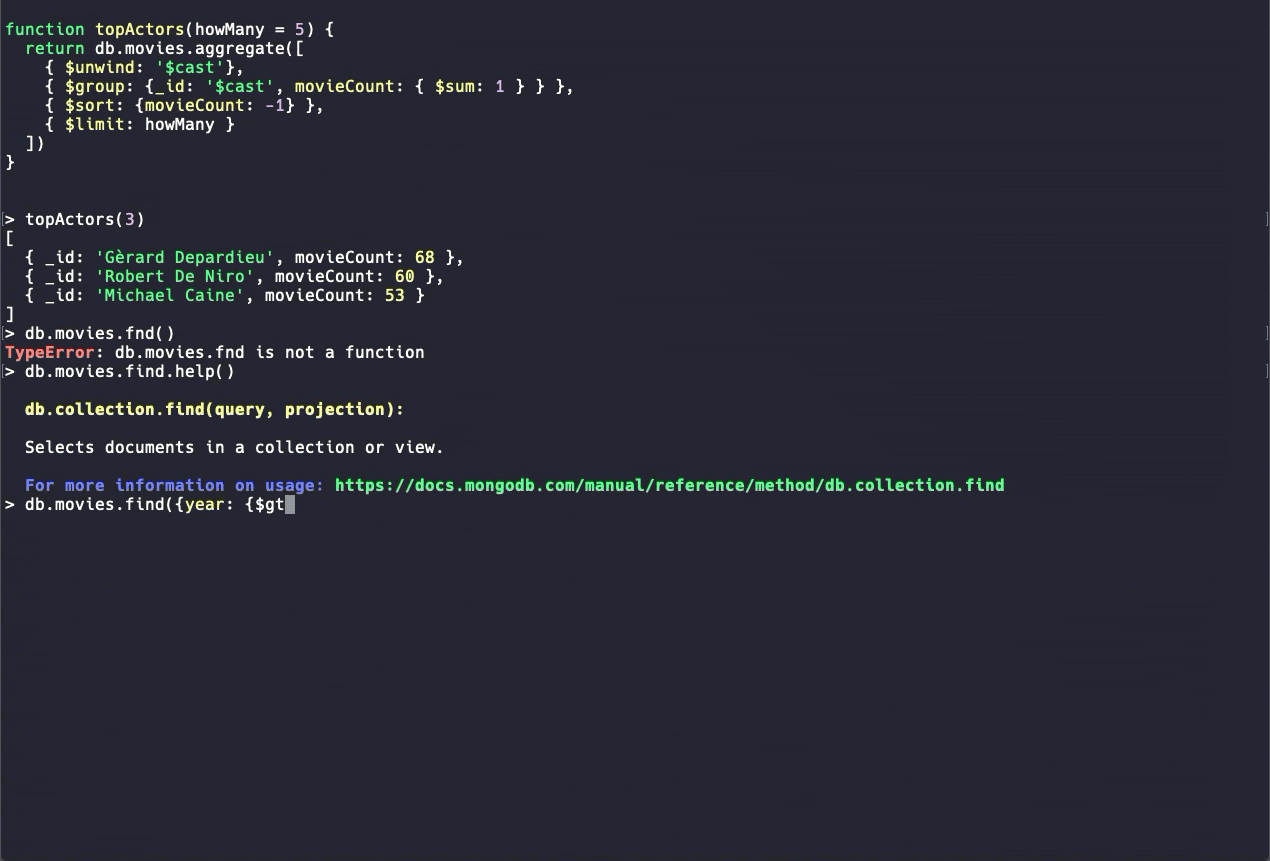 function topActors(howMany = 5) {
  return db.movies.aggregate([
    { $unwind: '$cast'},
    { $group: {_id: '$cast', movieCount: { $sum: 1 } } },
    { $sort: {movieCount: -1} },
    { $limit: howMany }
  ])
}
> topActors(3)
[
  { _id: 'Gèrard Depardieu', movieCount: 68 },
  { _id: 'Robert De Niro', movieCount: 60 },
  { _id: 'Michael Caine', movieCount: 53 }
]
> db.movies.fnd()
TypeError: db.movies.fnd is not a function
> db.movies.find.help()
  db.collection.find(query, projection):
  Selects documents in a collection or view.
  For more information on usage: https://docs.mongodb.com/manual/reference/method/db.collection.find
> db.movies.find({year: {$gt